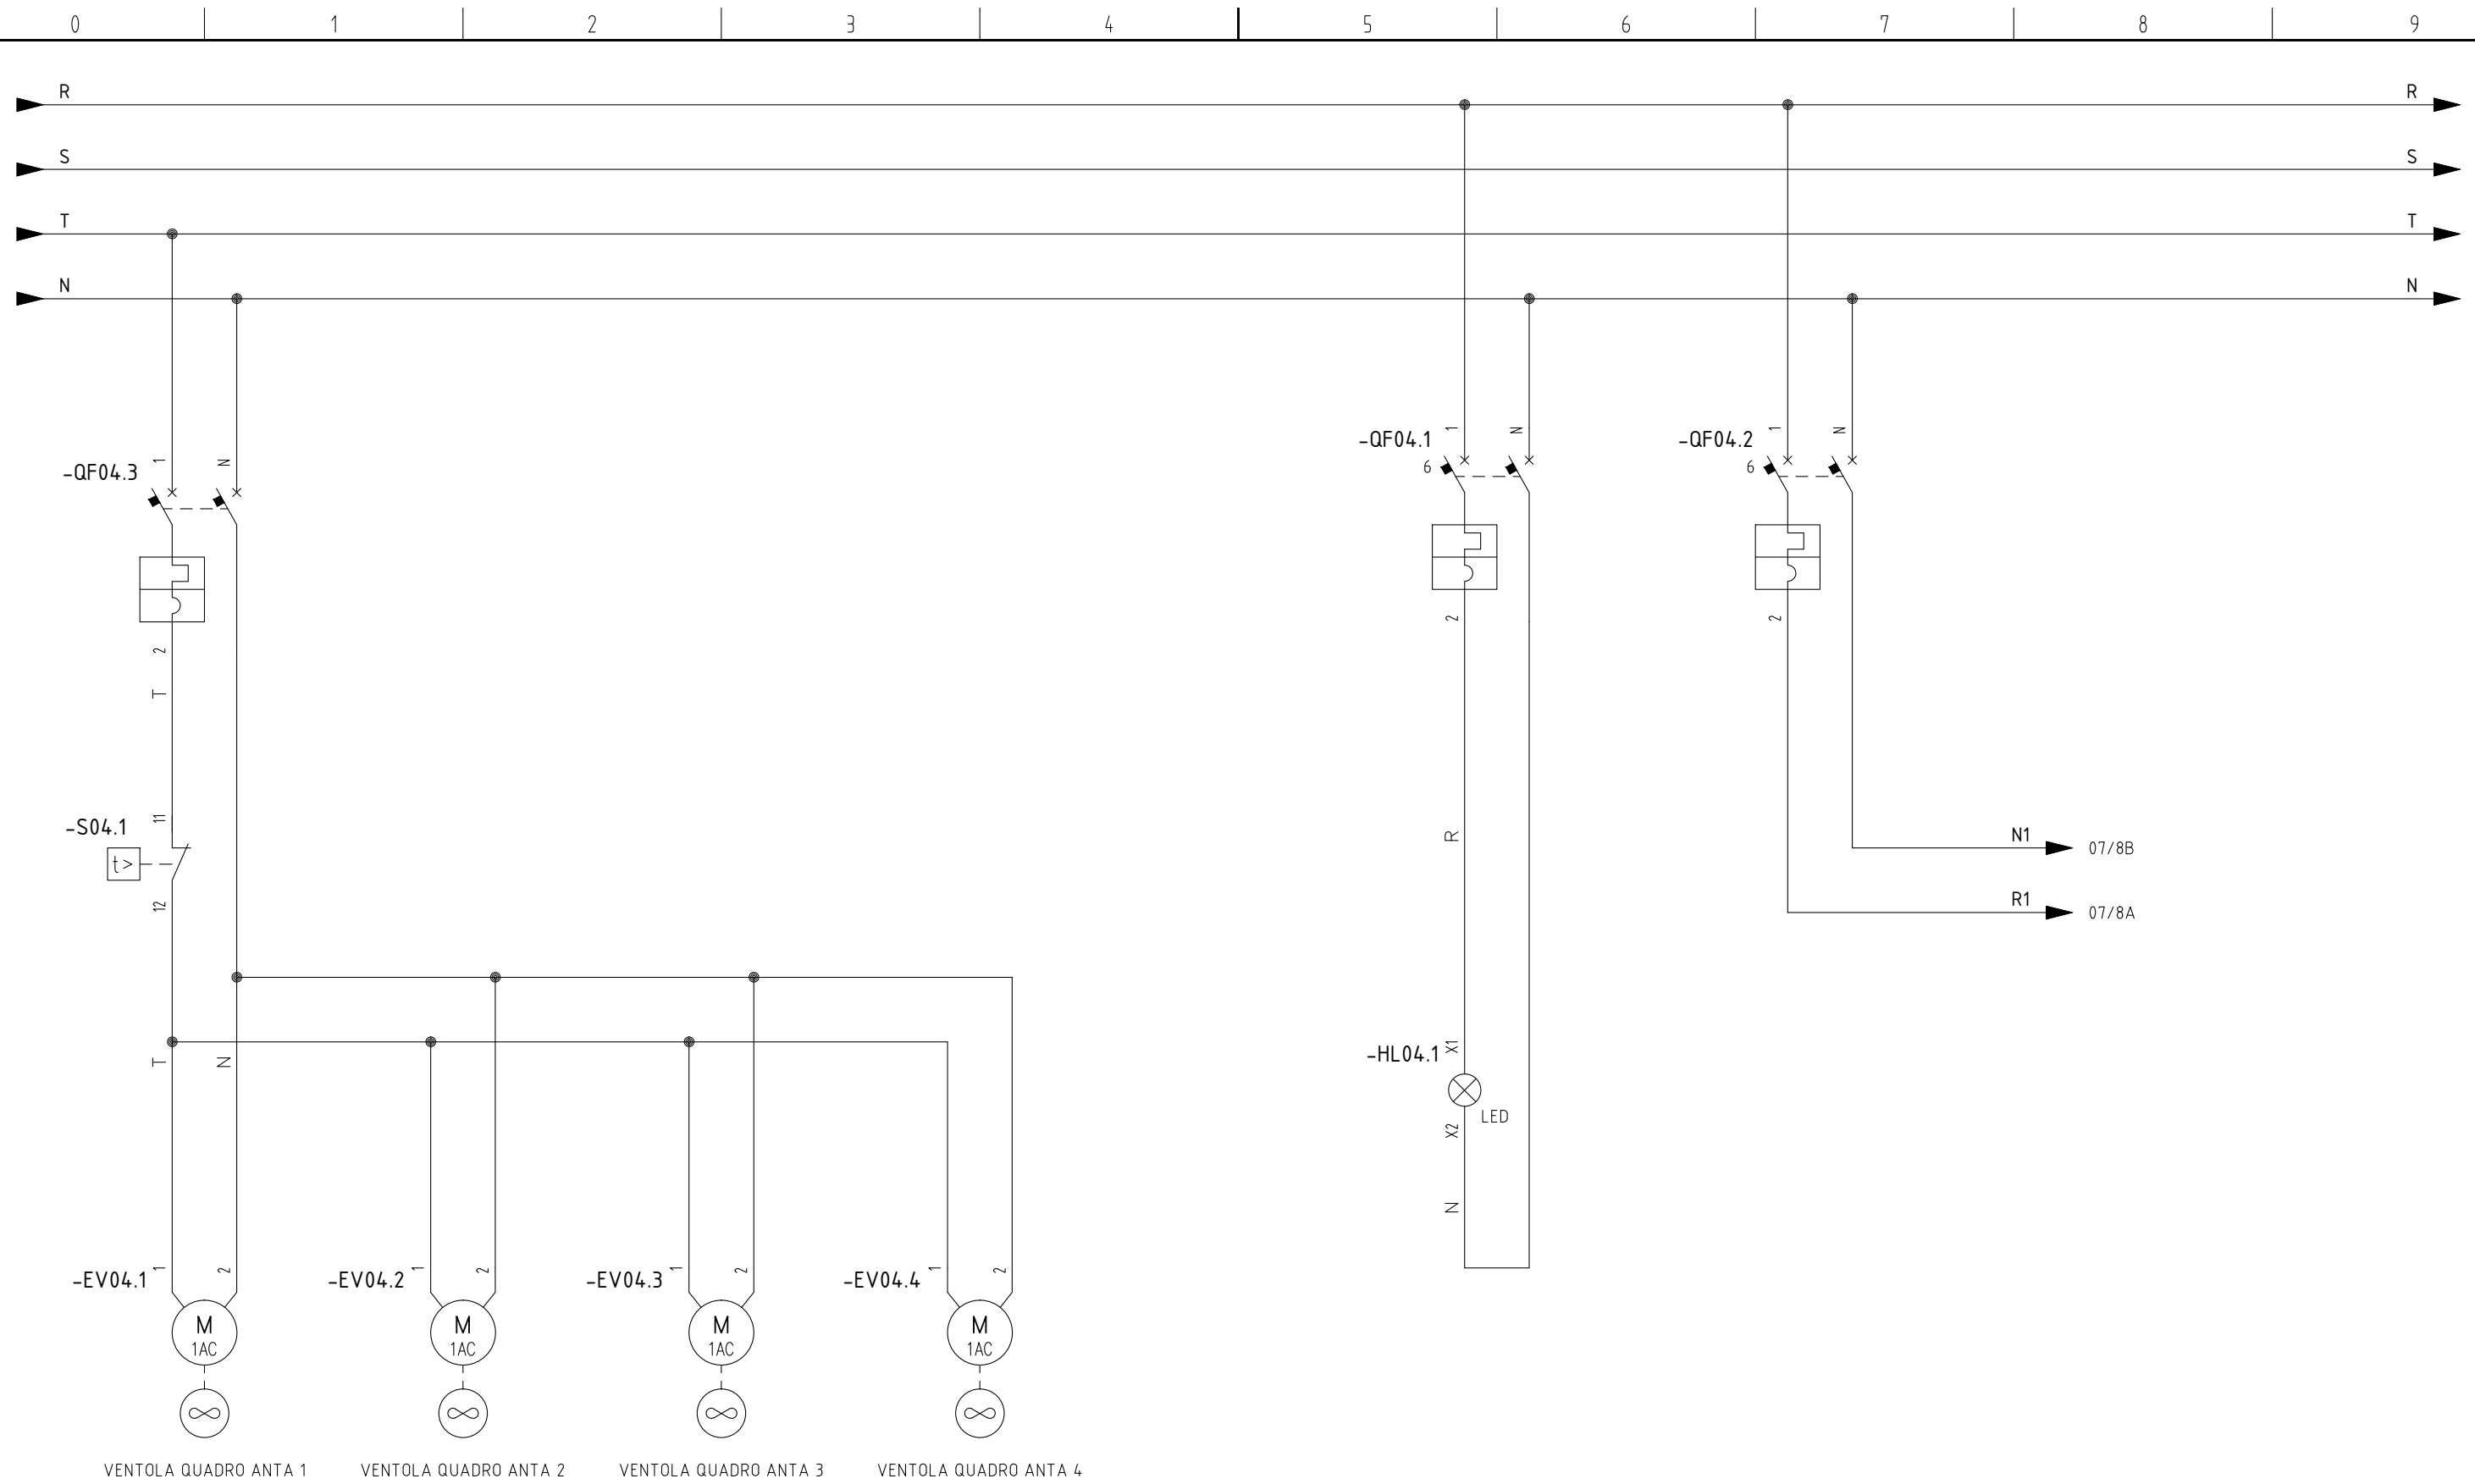 0 1 2 3 4 5 6 7 8 9
R R
S S
T T
N N
-QF04.3 1 N
-QF04.1 1 N
6
-QF04.2 1 N
6
2
2
2
T
-S04.1 11
t>
12
R
N1 07/8B
R1 07/8A
T N
-HL04.1 X1
LED
X2
N
-EV04.1 1 2
-EV04.2 1 2
-EV04.3 1 2
-EV04.4 1 2
M M M M
1AC 1AC 1AC 1AC
VENTOLA QUADRO ANTA 1
VENTOLA QUADRO ANTA 2
VENTOLA QUADRO ANTA 3
VENTOLA QUADRO ANTA 4